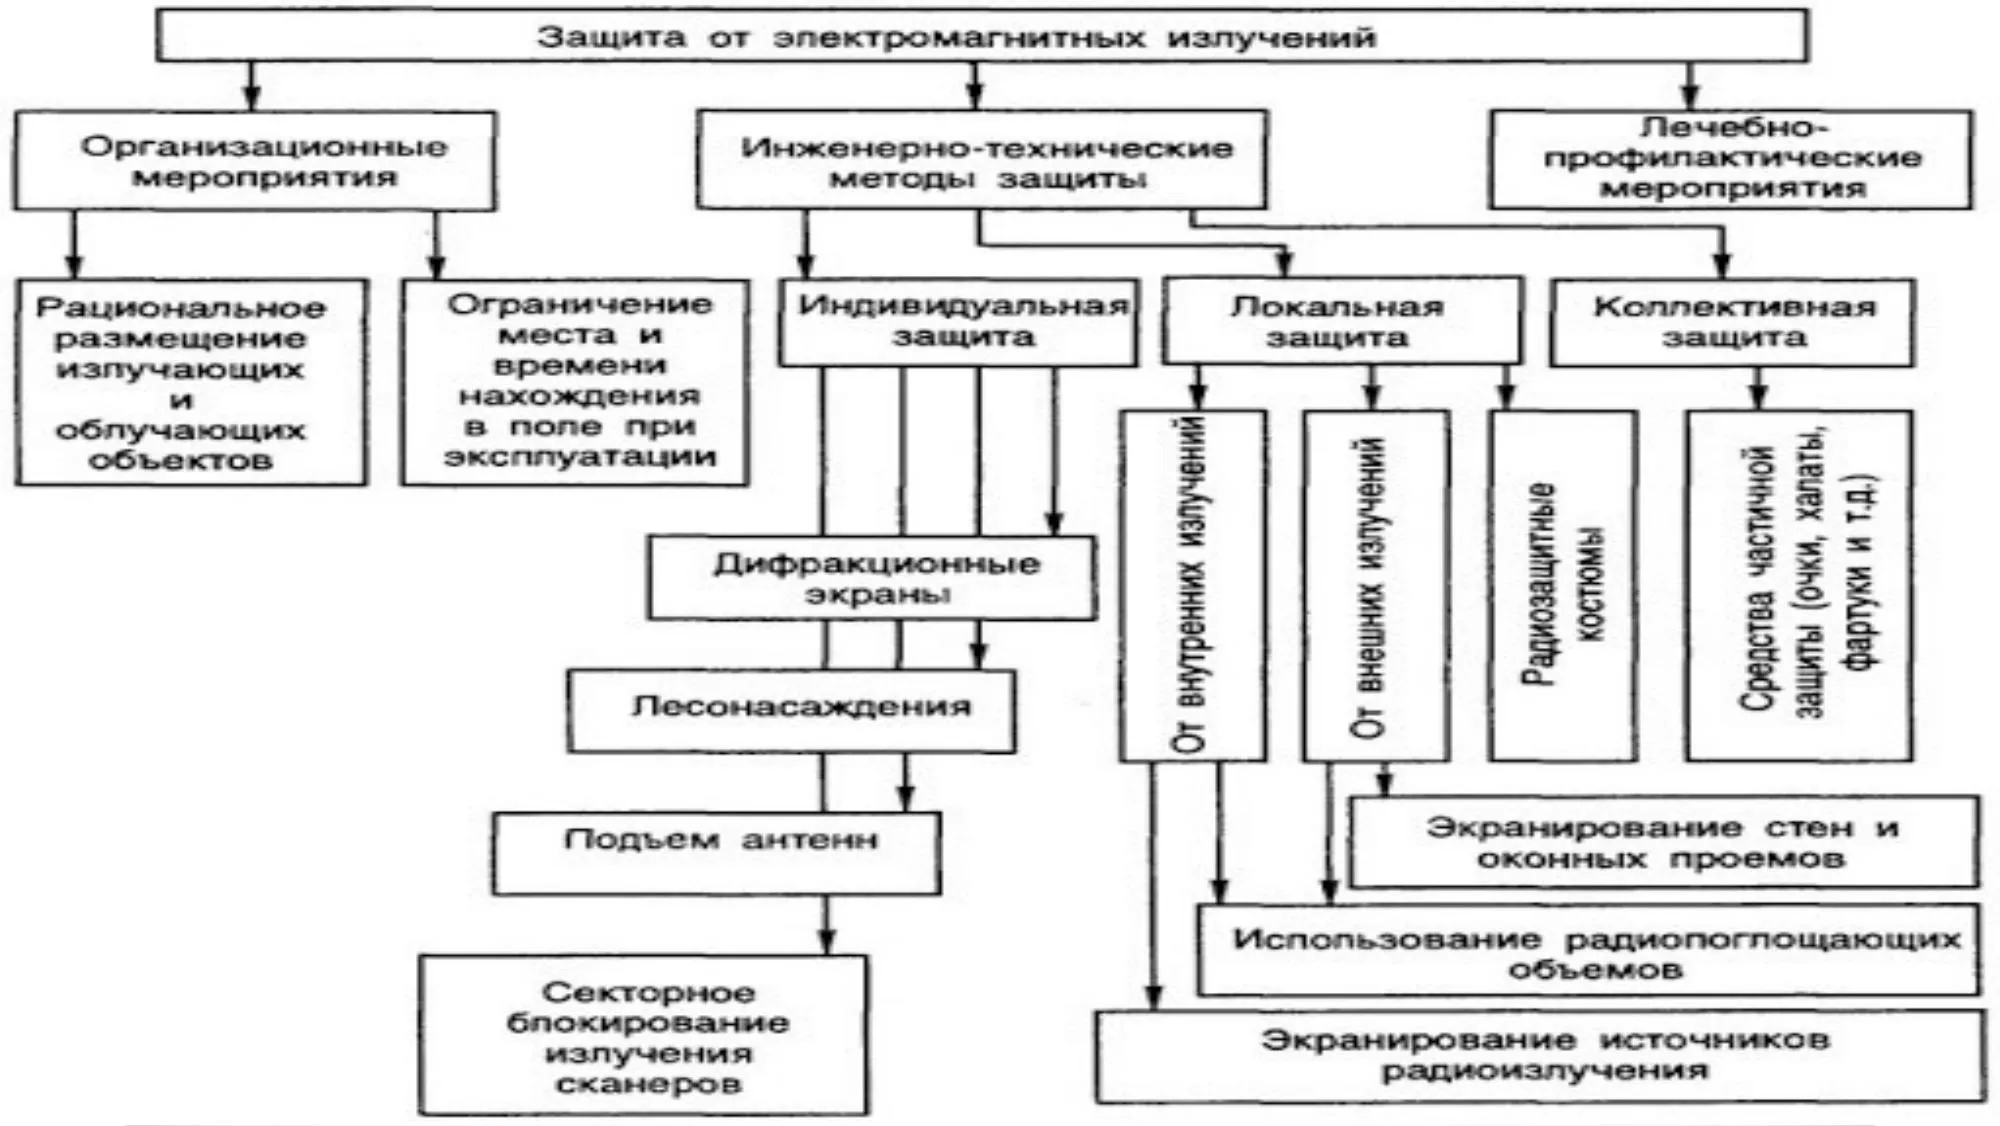 Защита от электромагнитных излучений
Организационные
мероприятия
Инженерно-технические
методы защиты
Лечебно-
профилактические
мероприятия
Рациональное
размещение
излучающих
и
облучающих
объектов
Ограничение
места и
времени
нахождения
в поле при
эксплуатации
Индивидуальная
защита
Локальная
защита
Коллективная
защита
Дифракционные
экраны
Лесонасаждения
Подъем антенн
Секторное
блокирование
излучения
сканеров
От внутренних излучений
От внешних излучений
Радиозащитные
костюмы
Средства частичной
защиты (очки, халаты,
фартуки и т.д.)
Экранирование стен и
оконных проемов
Использование радиопоглощающих
объемов
Экранирование источников
радиоизлучения